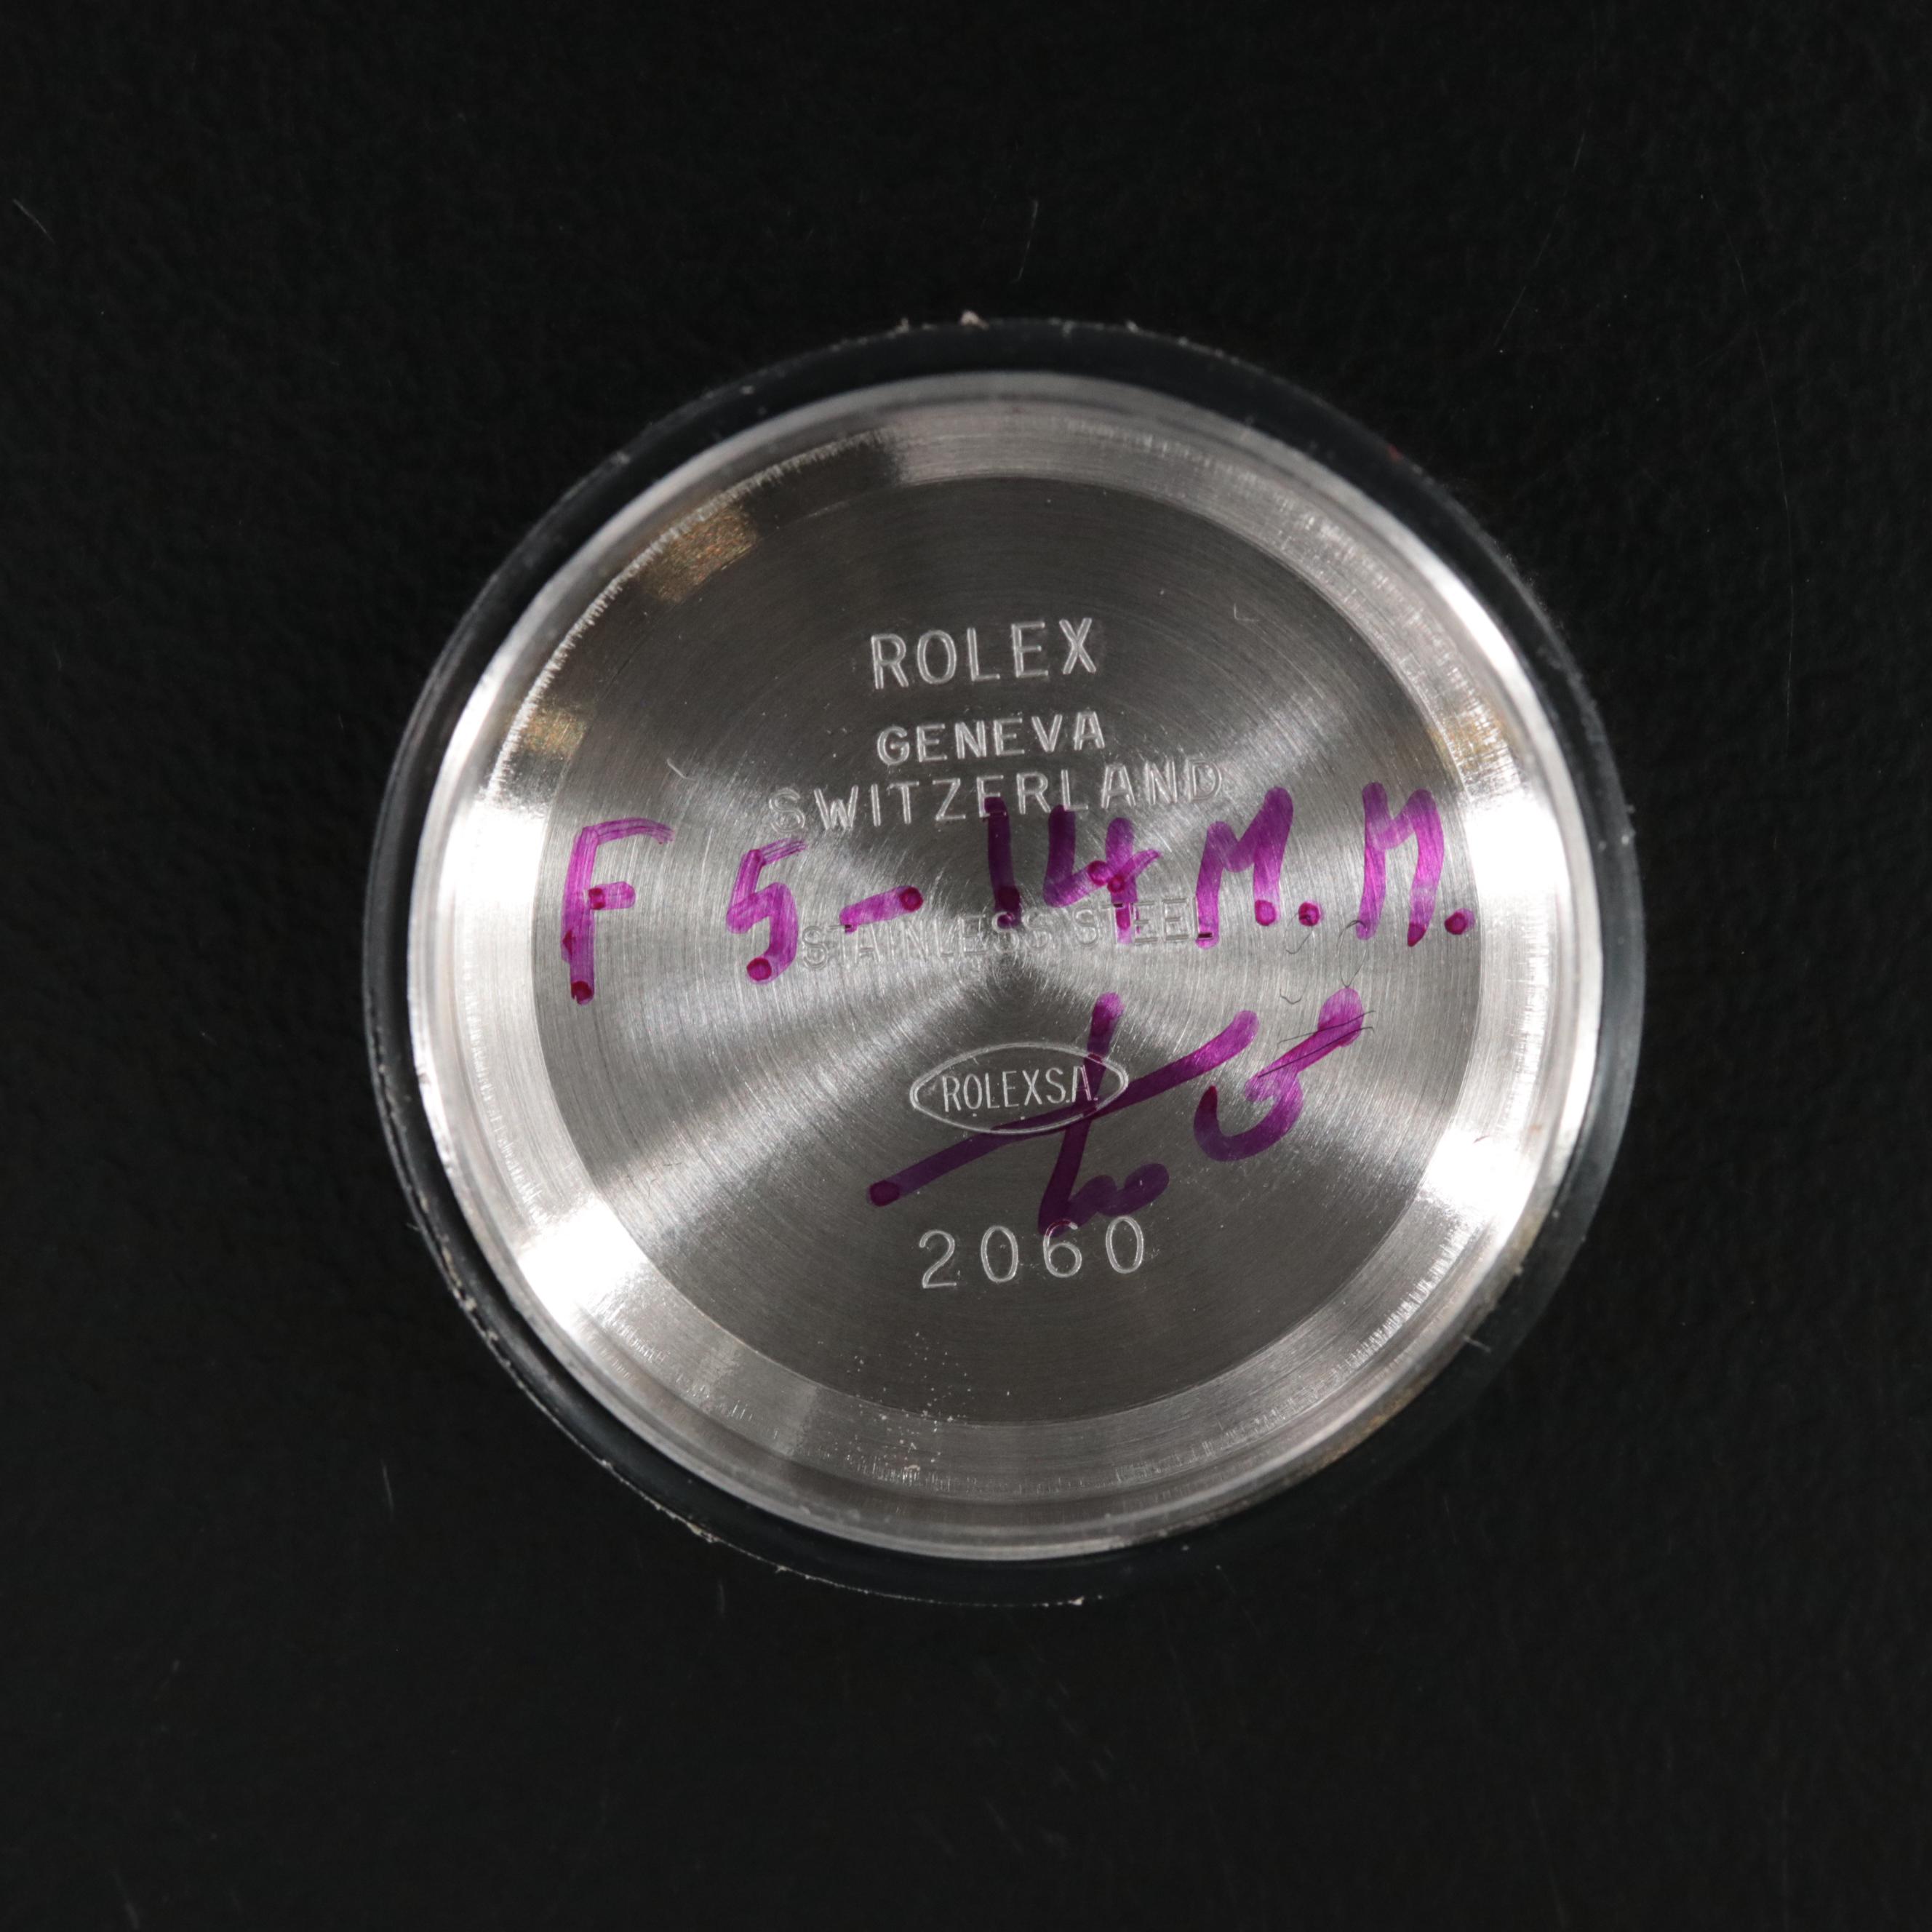 ROLEX
GENEVA
SWITZERLAND
F 5-14 M.M.
STAINLESS STEEL
ROLEX S.A.
2060